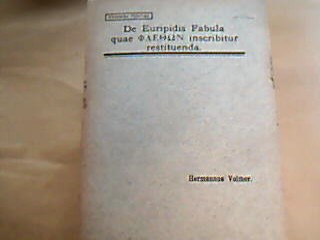 De Euripidis Fabula
quae ΦΑΕΘΩΝ inscribitur
restituenda.
Hermannus Volmer.